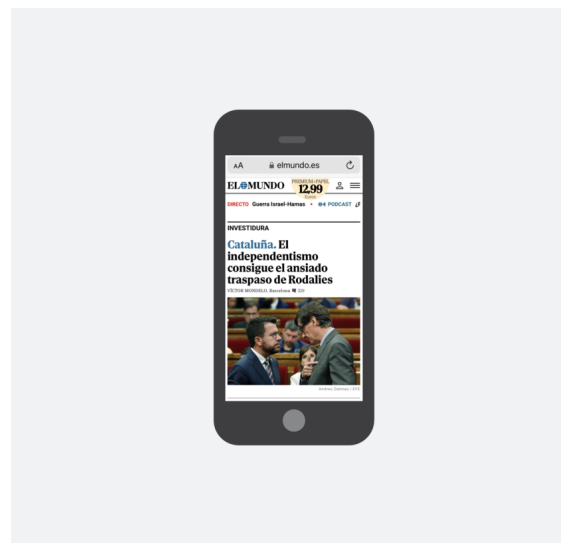 AA elmundo.es
EL MUNDO PREMIUM+PAPEL
12,99
Euros
DIRECTO Guerra Israel-Hamas • PODCAST
INVESTIDURA
Cataluña. El
independentismo
consigue el ansiado
traspaso de Rodalies
VÍCTOR MONDELO, Barcelona